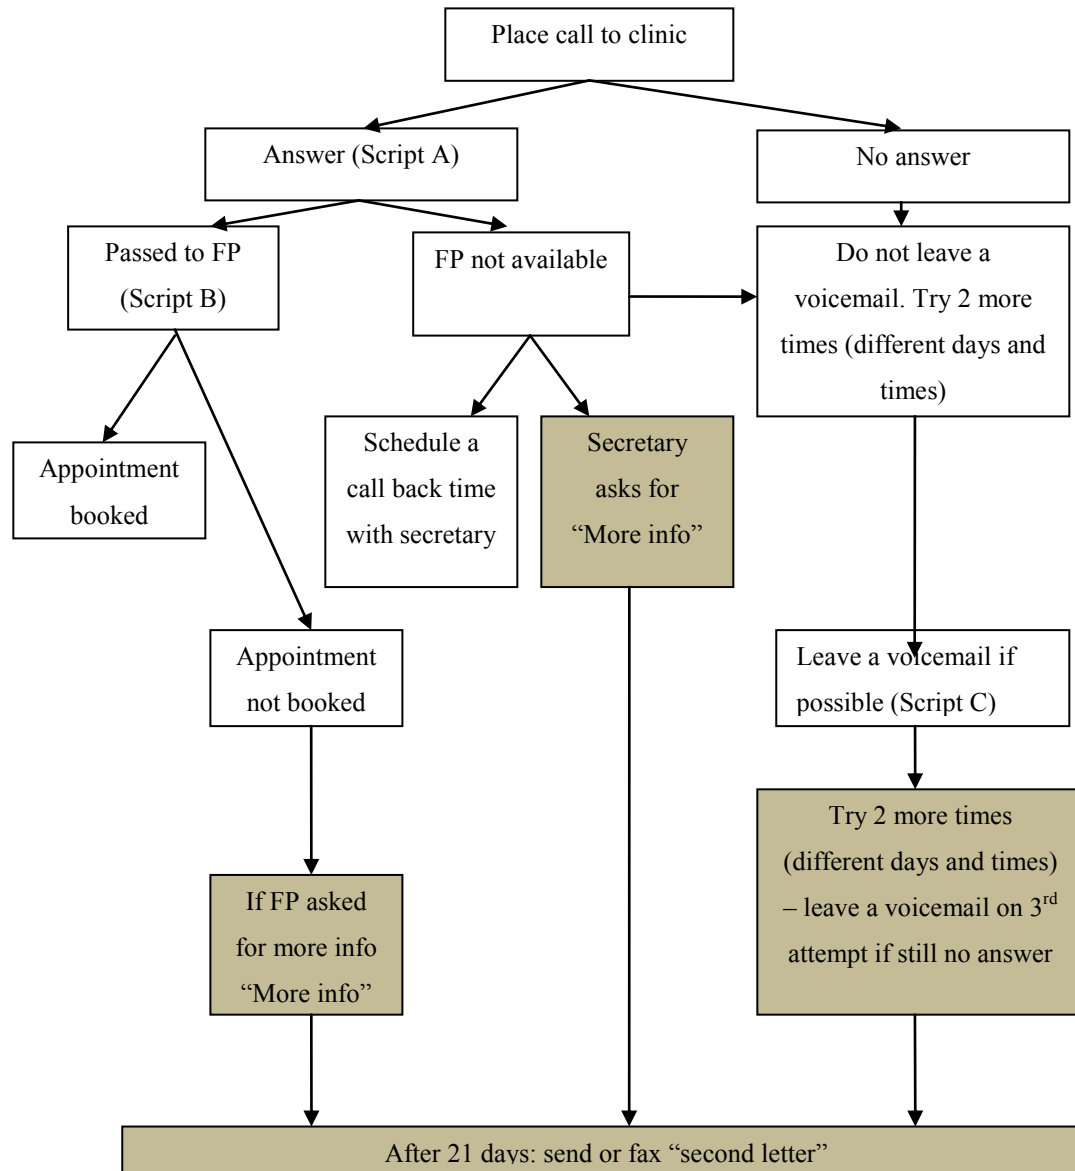 Place call to clinic
Answer (Script A)
No answer
Passed to FP
(Script B)
FP not available
Do not leave a
voicemail. Try 2 more
times (different days and
times)
Appointment
booked
Schedule a
call back time
with secretary
Secretary
asks for
“More info”
Appointment
not booked
Leave a voicemail if
possible (Script C)
If FP asked
for more info
“More info”
Try 2 more times
(different days and times)
– leave a voicemail on 3rd
attempt if still no answer
After 21 days: send or fax “second letter”